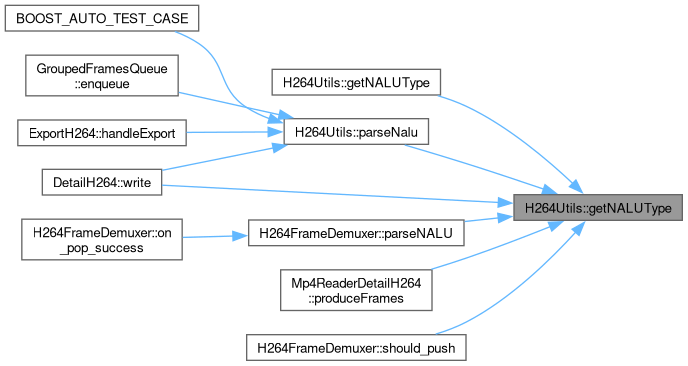 BOOST_AUTO_TEST_CASE
GroupedFramesQueue
::enqueue
H264Utils::getNALUType
ExportH264::handleExport
H264Utils::parseNalu
DetailH264::write
H264Utils::getNALUType
H264FrameDemuxer::on
_pop_success
H264FrameDemuxer::parseNALU
Mp4ReaderDetailH264
::produceFrames
H264FrameDemuxer::should_push